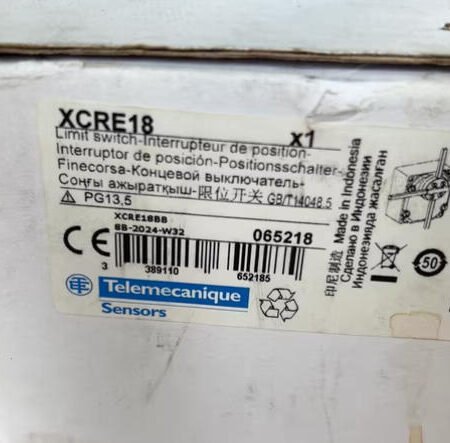 XCRE18 x1
Limit switch-Interrupteur de position-
Interruptor de posición-Positionsschalter-
Finecorsa-Концевой выключатель-
Соңғы ажыратқыш-限位开关 GB/T14048.5
PG13,5
XCRE18BB
8B-2024-W32
065218
CE
3 389110 652185
Telemecanique
Sensors
Made in Indonesia
Сделано в Индонезии
Индонезияда жасалған
印尼制造
50